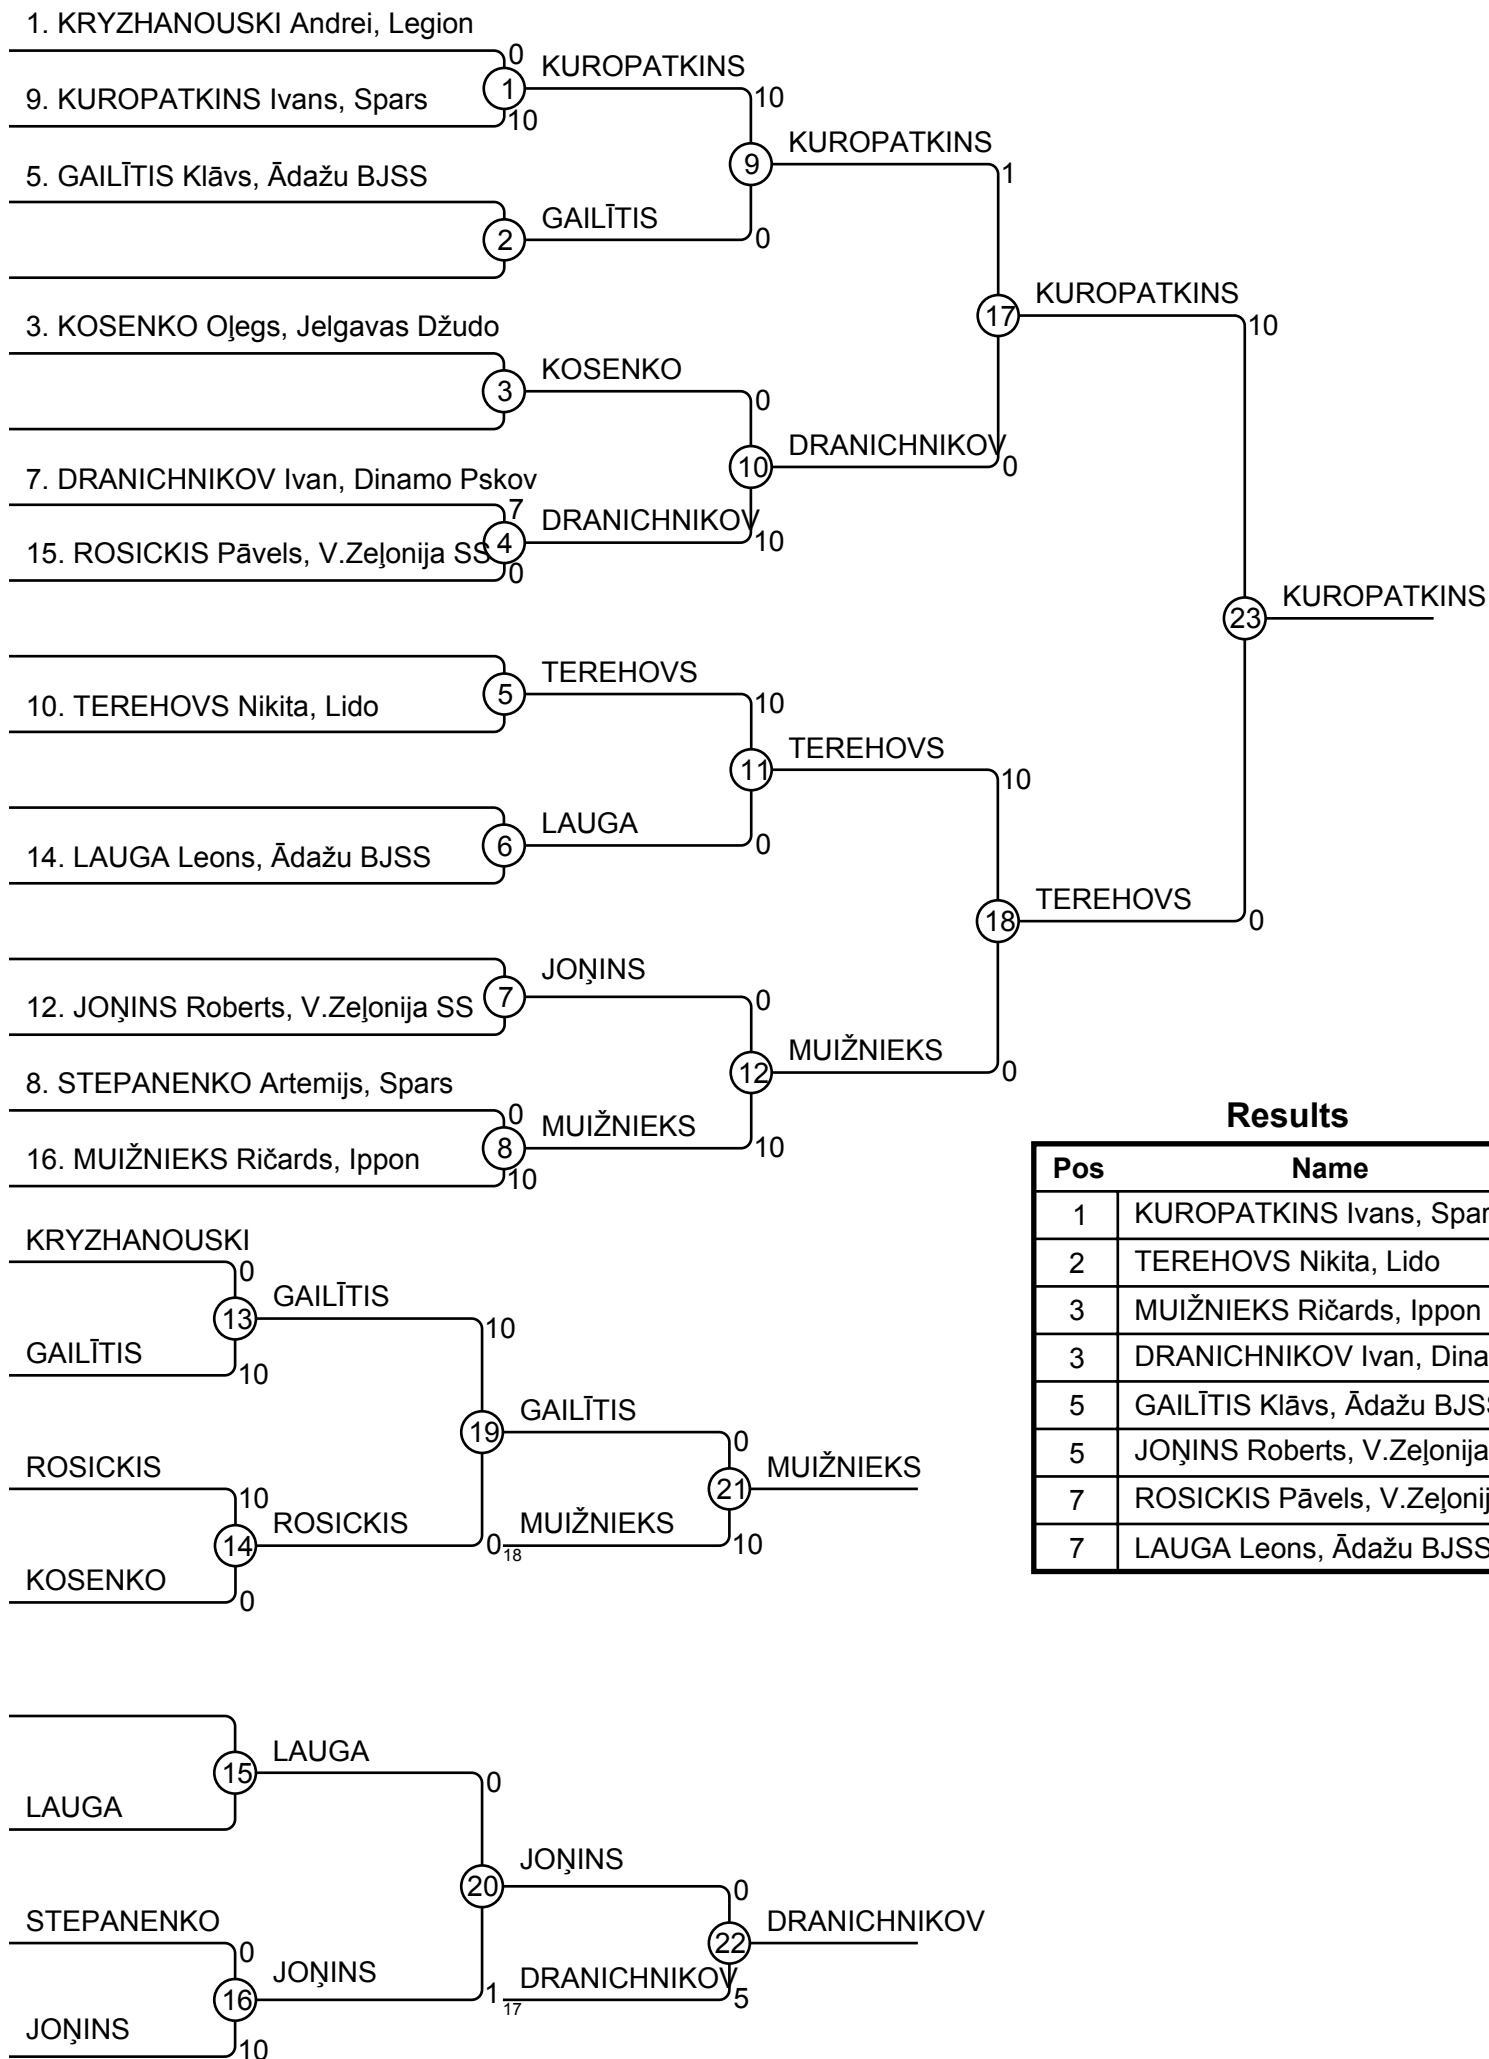 1. KRYZHANOUSKI Andrei, Legion
0
KUROPATKINS
1
9. KUROPATKINS Ivans, Spars
10
10
KUROPATKINS
9
1
5. GAILĪTIS Klāvs, Ādažu BJSS
GAILĪTIS
2
0
KUROPATKINS
17
10
3. KOSENKO Oļegs, Jelgavas Džudo
KOSENKO
3
0
DRANICHNIKOV
10
0
7. DRANICHNIKOV Ivan, Dinamo Pskov
7
DRANICHNIKOV
4
10
15. ROSICKIS Pāvels, V.Zeļonija SS
0
KUROPATKINS
23
TEREHOVS
5
10
10. TEREHOVS Nikita, Lido
TEREHOVS
11
10
LAUGA
6
0
14. LAUGA Leons, Ādažu BJSS
TEREHOVS
18
0
JOŅINS
7
0
12. JOŅINS Roberts, V.Zeļonija SS
MUIŽNIEKS
12
0
8. STEPANENKO Artemijs, Spars
0
MUIŽNIEKS
8
10
16. MUIŽNIEKS Ričards, Ippon
10
Results
Pos Name
1 KUROPATKINS Ivans, Spar
2 TEREHOVS Nikita, Lido
3 MUIŽNIEKS Ričards, Ippon
3 DRANICHNIKOV Ivan, Dina
5 GAILĪTIS Klāvs, Ādažu BJSS
5 JOŅINS Roberts, V.Zeļonija
7 ROSICKIS Pāvels, V.Zeļonij
7 LAUGA Leons, Ādažu BJSS
KRYZHANOUSKI
0
GAILĪTIS
13
10
GAILĪTIS
10
GAILĪTIS
19
0
MUIŽNIEKS
21
ROSICKIS
10
ROSICKIS
14
0
18
MUIŽNIEKS
10
KOSENKO
0
LAUGA
15
0
LAUGA
JOŅINS
20
0
DRANICHNIKOV
22
STEPANENKO
0
JOŅINS
16
1
17
DRANICHNIKOV
5
JOŅINS
10